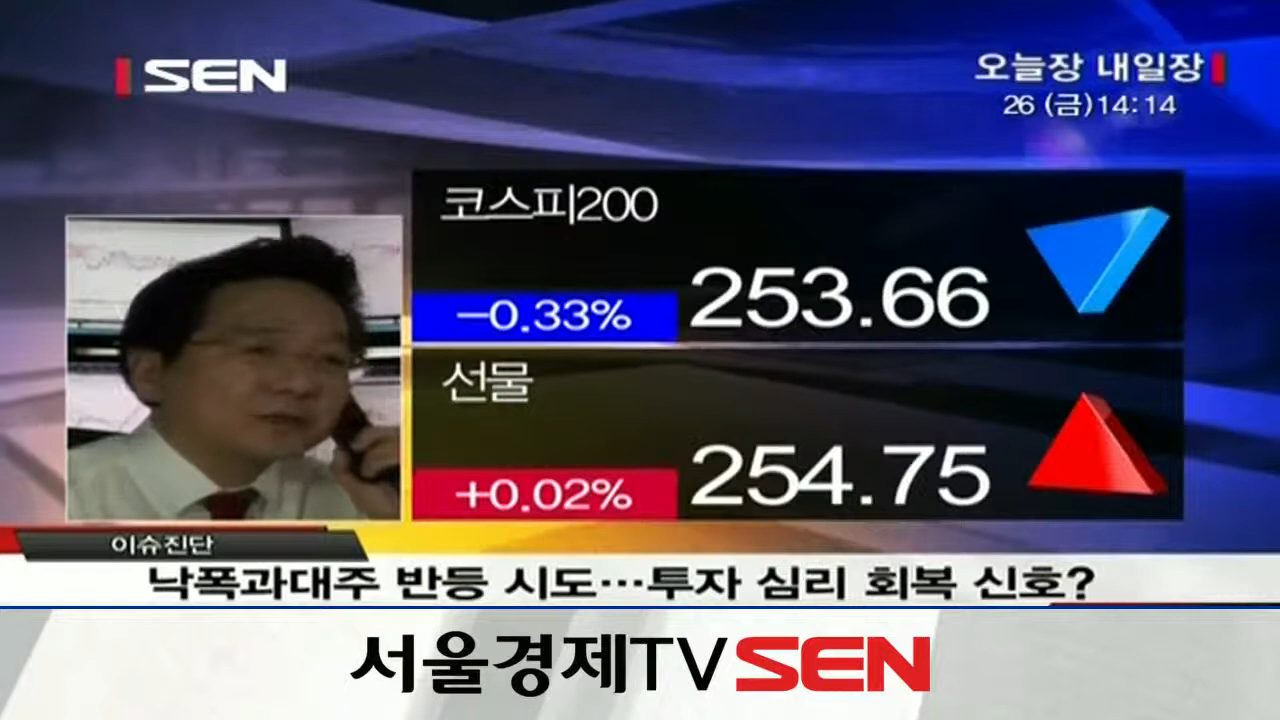 SEN
오늘장 내일장
26 (금) 14:14
코스피200
-0.33%
253.66
선물
+0.02%
254.75
이슈진단
낙폭과대주 반등 시도…투자 심리 회복 신호?
서울경제TV SEN